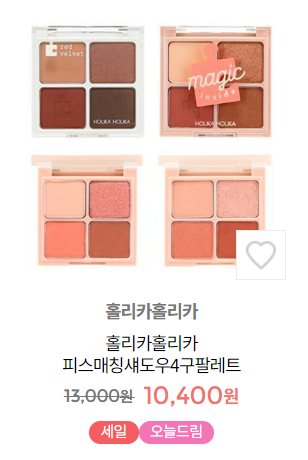 red
velvet
HOLIKA HOLIKA
magic
inside
HOLIKA HOLIKA
홀리카홀리카
홀리카홀리카
피스매칭섀도우4구팔레트
13,000원 10,400원
세일 오늘드림